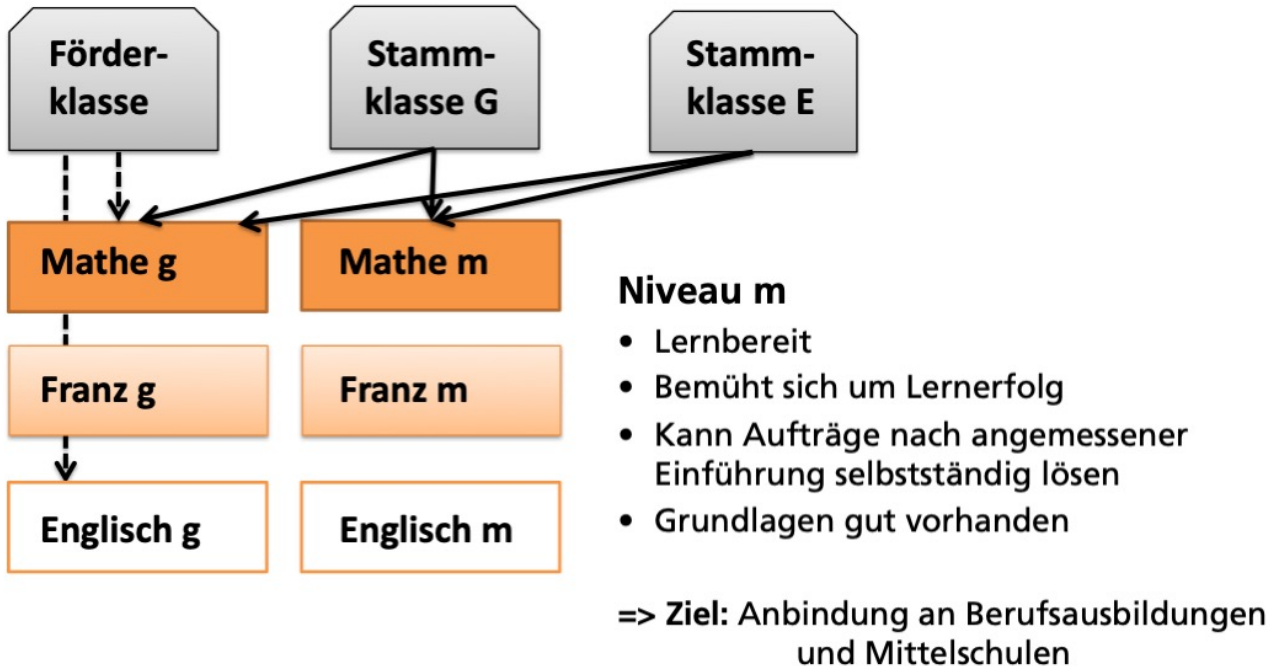 Förder-
klasse
Stamm-
klasse G
Stamm-
klasse E
Mathe g
Mathe m
Franz g
Franz m
Englisch g
Englisch m
Niveau m
• Lernbereit
• Bemüht sich um Lernerfolg
• Kann Aufträge nach angemessener
Einführung selbstständig lösen
• Grundlagen gut vorhanden
=> Ziel: Anbindung an Berufsausbildungen
und Mittelschulen